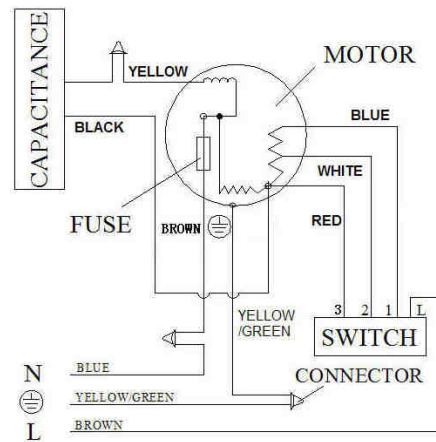 CAPACITANCE
YELLOW
MOTOR
BLACK
BLUE
WHITE
FUSE
BROWN
RED
YELLOW
/GREEN
3 2 1 L
SWITCH
N BLUE
CONNECTOR
YELLOW/GREEN
L BROWN